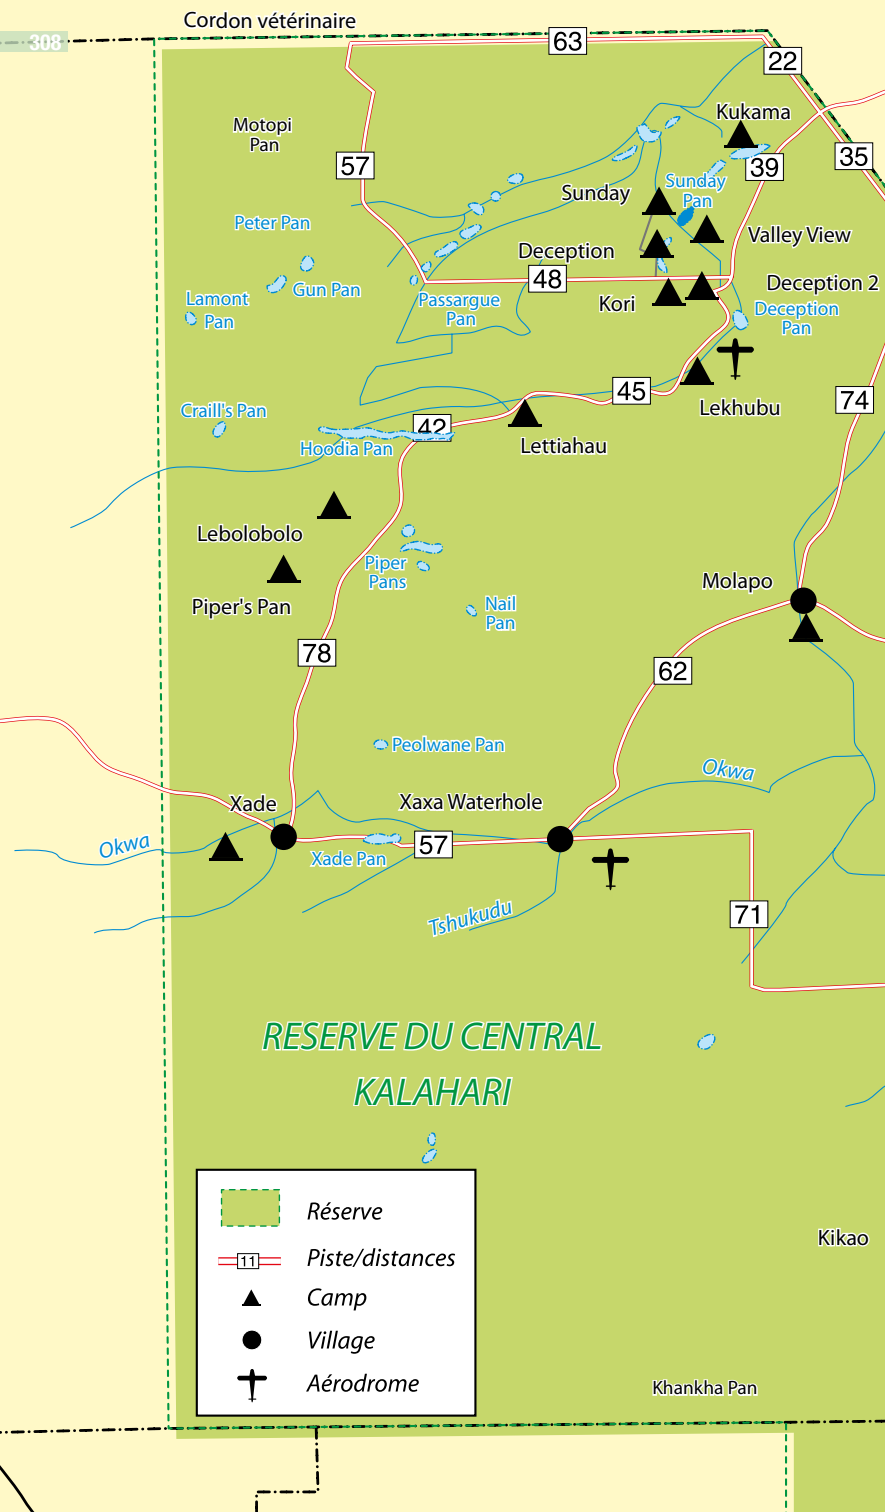 Cordon vétérinaire
308
63
22
Kukama
Motopi
Pan
57
39
35
Sunday
Sunday
Pan
Peter Pan
Valley View
Deception
48
Deception 2
Gun Pan
Lamont
Pan
Passargue
Pan
Kori
Deception
Pan
45
74
Craill's Pan
Lekhubu
42
Hoodia Pan
Lettiahau
Lebolobolo
Piper
Pans
Molapo
Piper's Pan
Nail
Pan
78
62
Peolwane Pan
Okwa
Xade
Xaxa Waterhole
Okwa
Xade Pan
57
71
Tshukudu
RESERVE DU CENTRAL
KALAHARI
Réserve
11
Piste/distances
Camp
Village
Aérodrome
Kikao
Khankha Pan